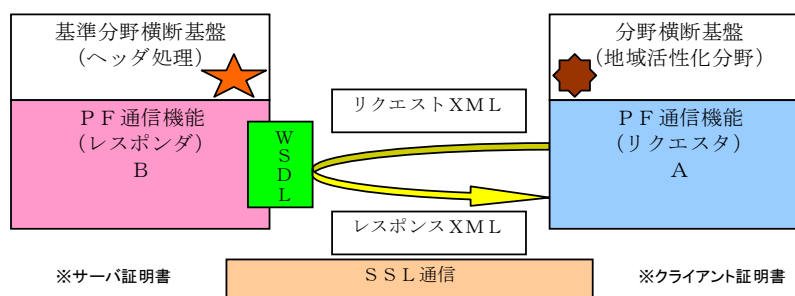 基準分野横断基盤
(ヘッダ処理)
分野横断基盤
(地域活性化分野)
PF通信機能
(レスポンダ)
B
WSDL
リクエストXML
レスポンスXML
PF通信機能
(リクエスタ)
A
※サーバ証明書
SSL通信
※クライアント証明書